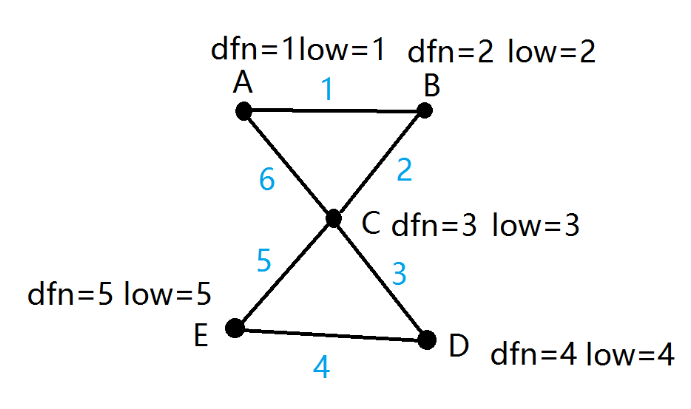 dfn=1low=1 dfn=2 low=2
A 1 B
6 2
C dfn=3 low=3
5 3
dfn=5 low=5
E D dfn=4 low=4
4